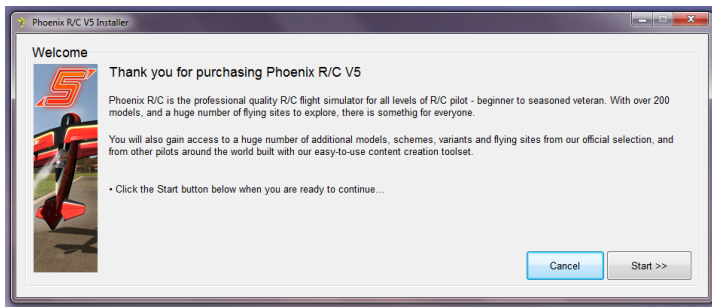 Phoenix R/C V5 Installer
Welcome
5
Thank you for purchasing Phoenix R/C V5
Phoenix R/C is the professional quality R/C flight simulator for all levels of R/C pilot - beginner to seasoned veteran. With over 200
models, and a huge number of flying sites to explore, there is somethig for everyone.
You will also gain access to a huge number of additional models, schemes, variants and flying sites from our official selection, and
from other pilots around the world built with our easy-to-use content creation toolset.
• Click the Start button below when you are ready to continue...
Cancel
Start >>